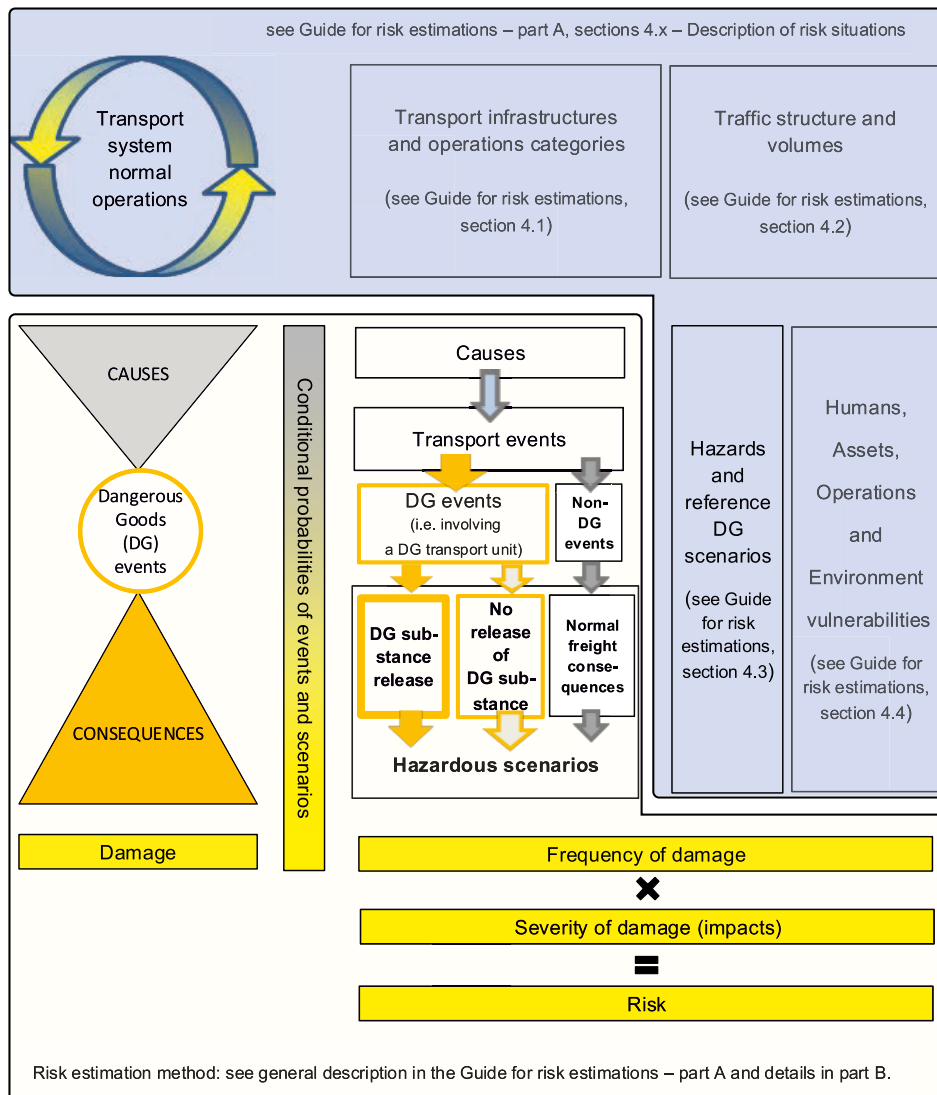 see Guide for risk estimations – part A, sections 4.x – Description of risk situations
Transport
system
normal
operations
Transport infrastructures
and operations categories
(see Guide for risk estimations,
section 4.1)
Traffic structure and
volumes
(see Guide for risk estimations,
section 4.2)
CAUSES
Dangerous
Goods
(DG)
events
CONSEQUENCES
Damage
Conditional probabilities of events and scenarios
Causes
Transport events
DG events
(i.e. involving
a DG transport unit)
Non-
DG
events
DG sub-
stance
release
No
release of
DG sub-
stance
Normal
freight
conse-
quences
Hazardous scenarios
Hazards
and
reference
DG
scenarios
(see Guide
for risk
estimations,
section 4.3)
Humans,
Assets,
Operations
and
Environment
vulnerabilities
(see Guide for
risk estimations,
section 4.4)
Frequency of damage
×
Severity of damage (impacts)
=
Risk
Risk estimation method: see general description in the Guide for risk estimations – part A and details in part B.